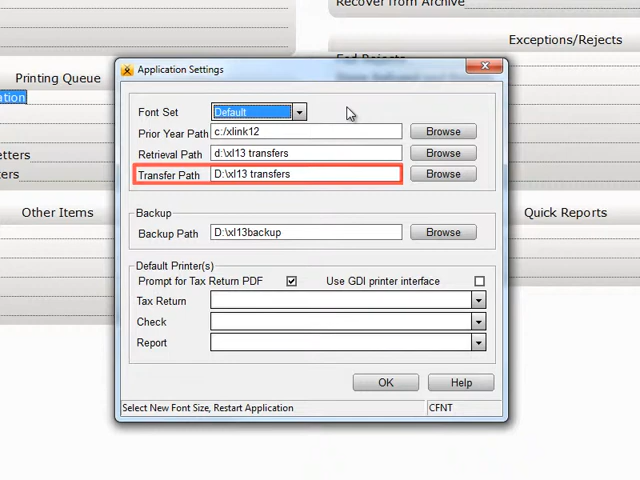 Recover from Archive
Exceptions/Rejects
Printing Queue
ation
etters
ters
Other Items
Quick Reports
Application Settings
Font Set Default
Prior Year Path c:/xlink12 Browse
Retrieval Path d:\xl13 transfers Browse
Transfer Path D:\xl13 transfers Browse
Backup
Backup Path D:\xl13backup Browse
Default Printer(s)
Prompt for Tax Return PDF Use GDI printer interface
Tax Return
Check
Report
OK Help
Select New Font Size, Restart Application CFNT